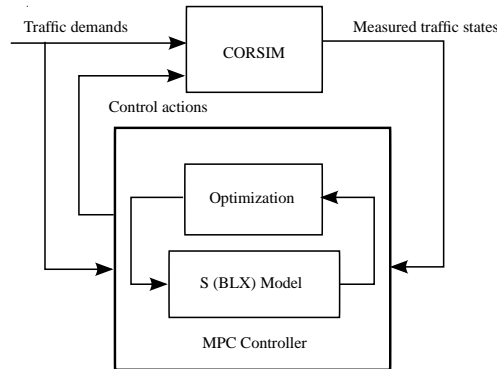 Traffic demands
Measured traffic states
CORSIM
Control actions
Optimization
S (BLX) Model
MPC Controller